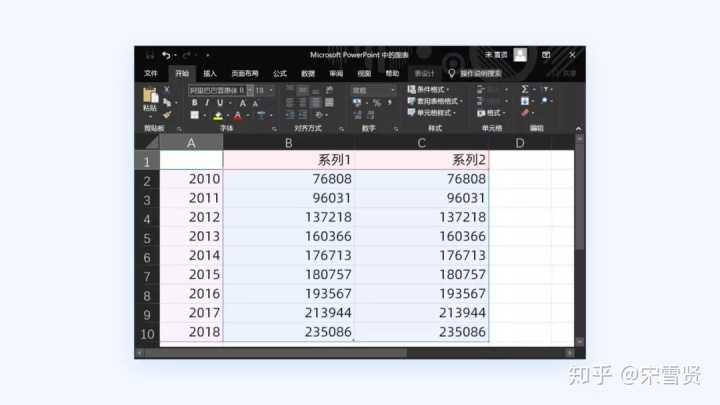 Microsoft PowerPoint 中的图表
文件 开始 插入 页面布局 公式 数据 审阅 视图 帮助 表设计 操作说明搜索 共享
阿里巴巴普惠体 R 18 常规 条件格式
粘贴 B I U 套用表格格式
单元格样式 格式
剪贴板 字体 对齐方式 数字 样式 单元格 编辑
A B C D
1 系列1 系列2
2 2010 76808 76808
3 2011 96031 96031
4 2012 137218 137218
5 2013 160366 160366
6 2014 176713 176713
7 2015 180757 180757
8 2016 193567 193567
9 2017 213944 213944
10 2018 235086 235086
知乎 @宋雪贤